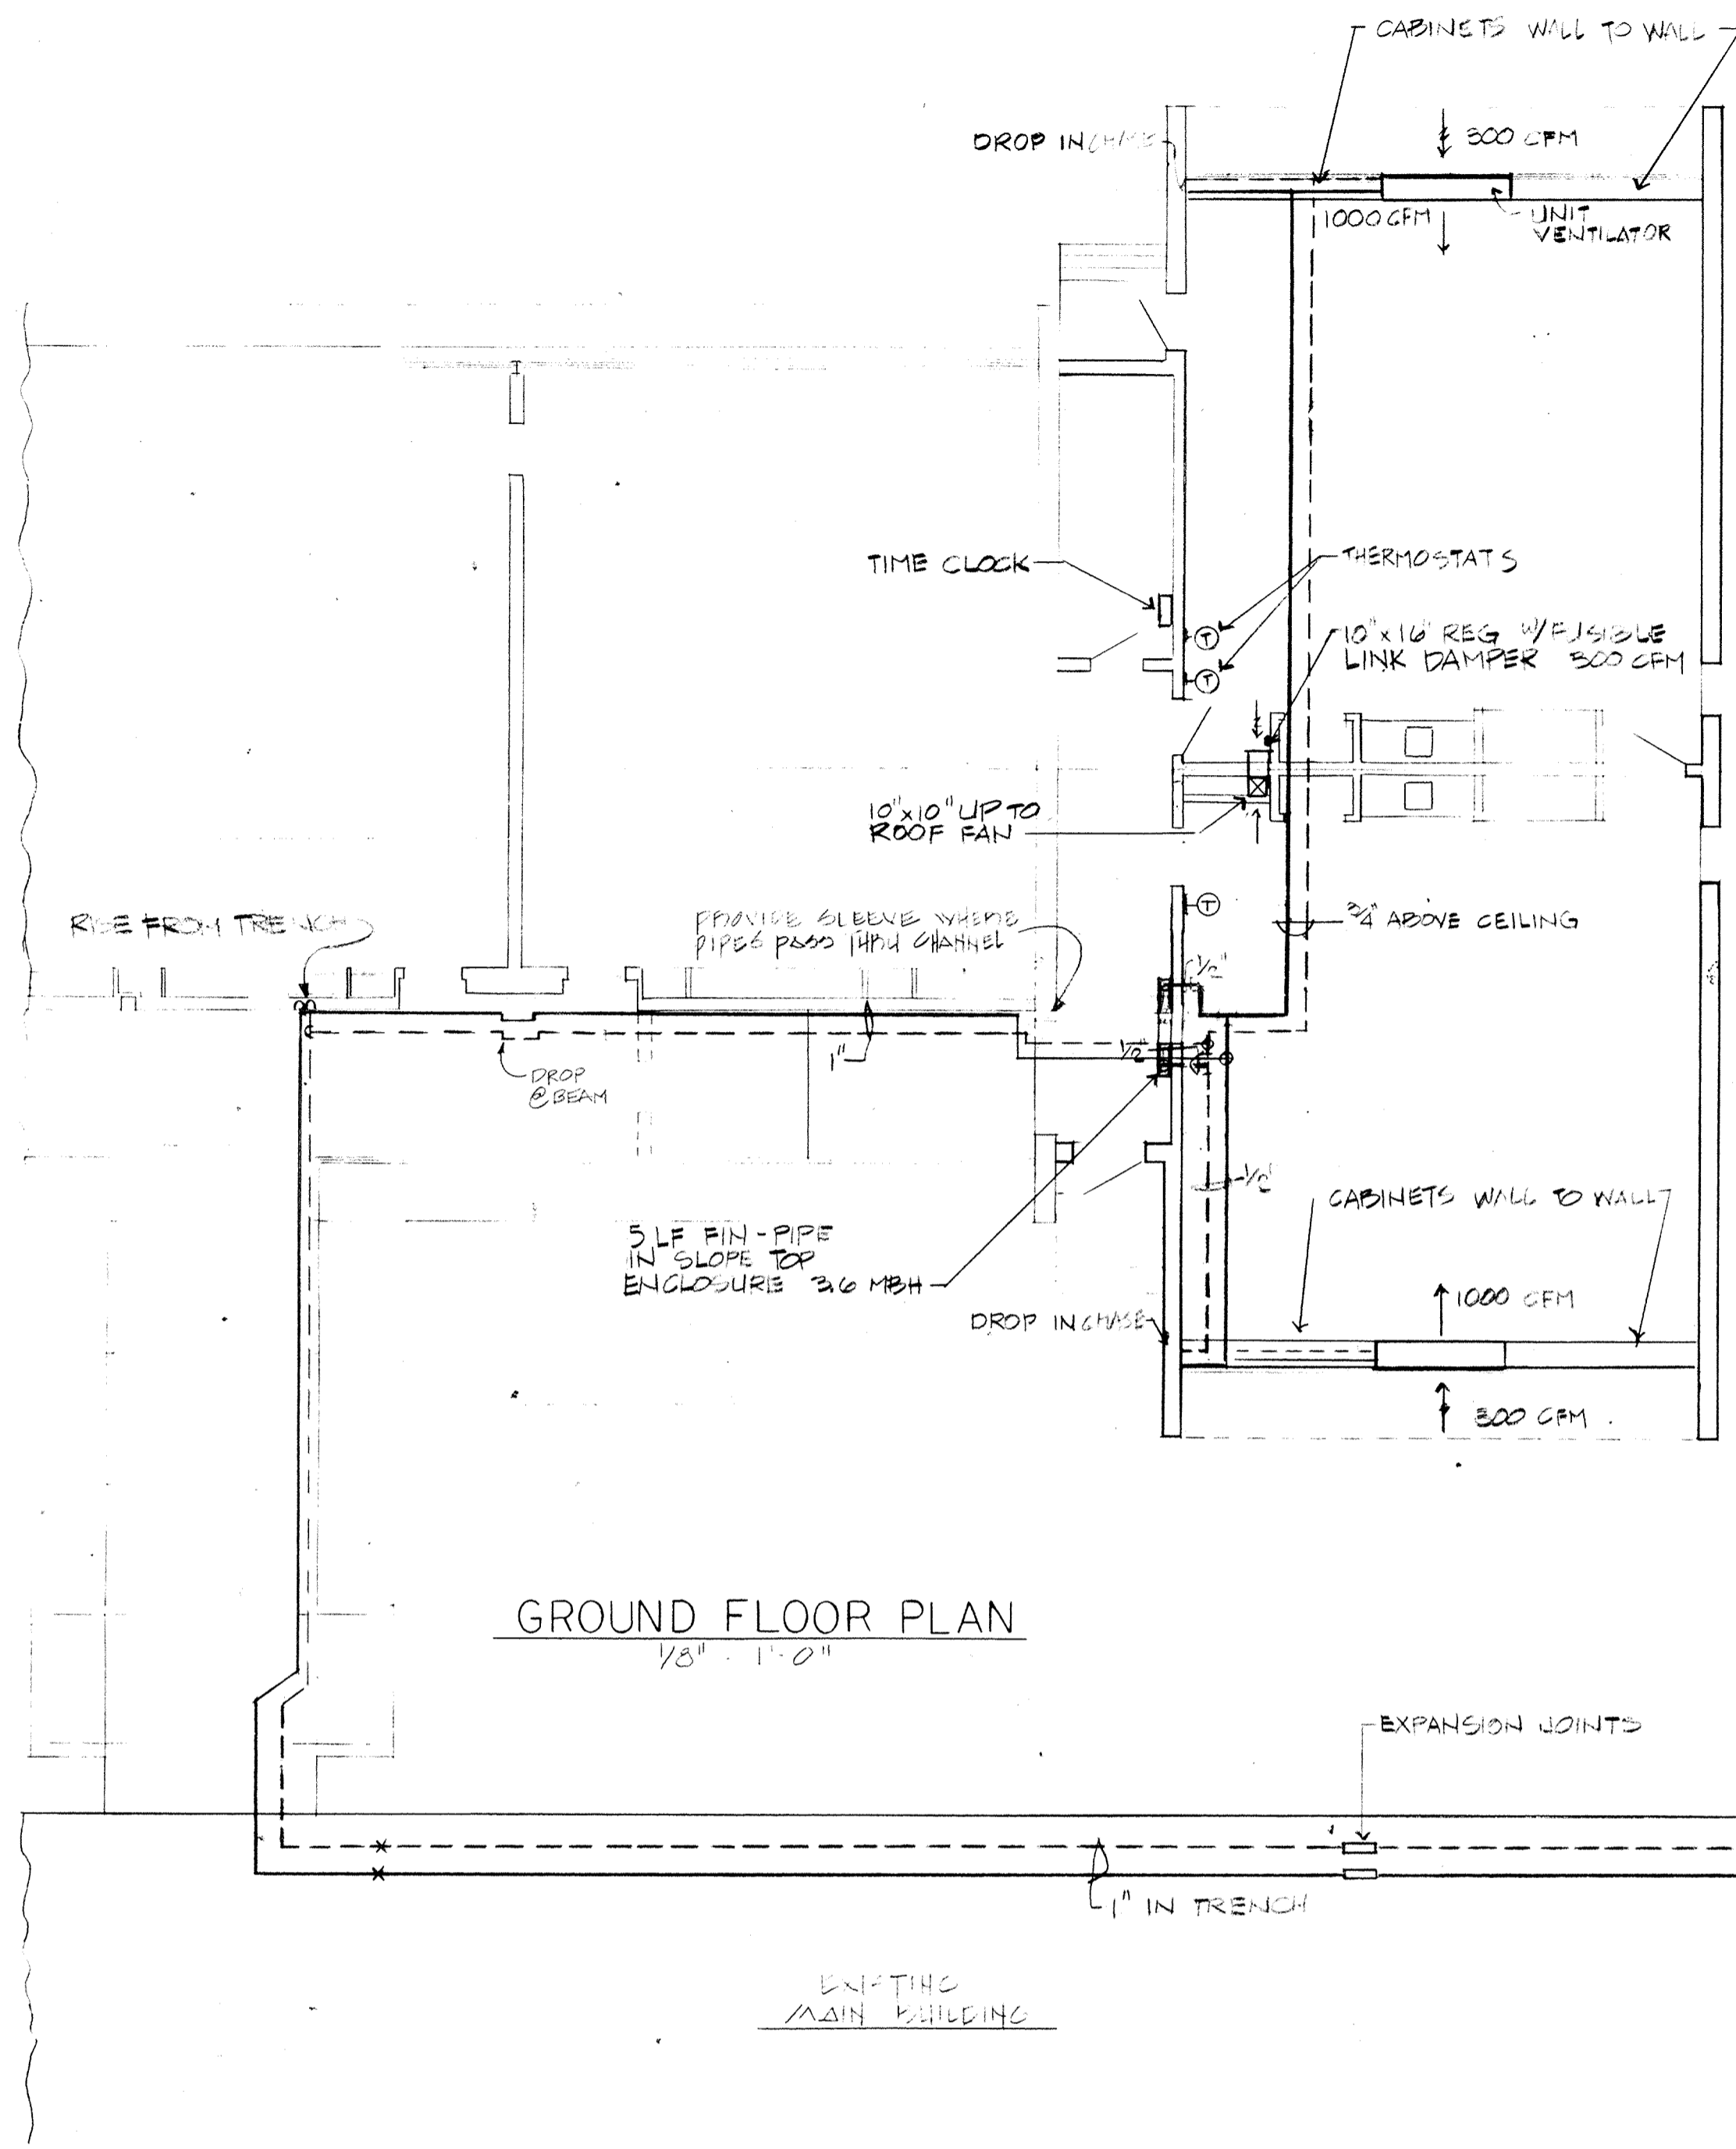 CABINETS WALL TO WALL
DROP IN CHASE
300 CFM
1000 CFM
UNIT
VENTILATOR
TIME CLOCK
THERMOSTATS
T
T
10"x16" REG W/FUSIBLE
LINK DAMPER 300 CFM
10"x10" UP TO
ROOF FAN
T
3/4" ABOVE CEILING
RISE FROM TRENCH
PROVIDE SLEEVE WHERE
PIPES PASS THRU CHANNEL
1/2"
1"
1/2"
DROP
@ BEAM
1/2"
CABINETS WALL TO WALL
5 LF FIN-PIPE
IN SLOPE TOP
ENCLOSURE 3.6 MBH
DROP IN CHASE
1000 CFM
300 CFM
GROUND FLOOR PLAN
1/8" - 1'-0"
EXPANSION JOINTS
1" IN TRENCH
EXISTING
MAIN BUILDING